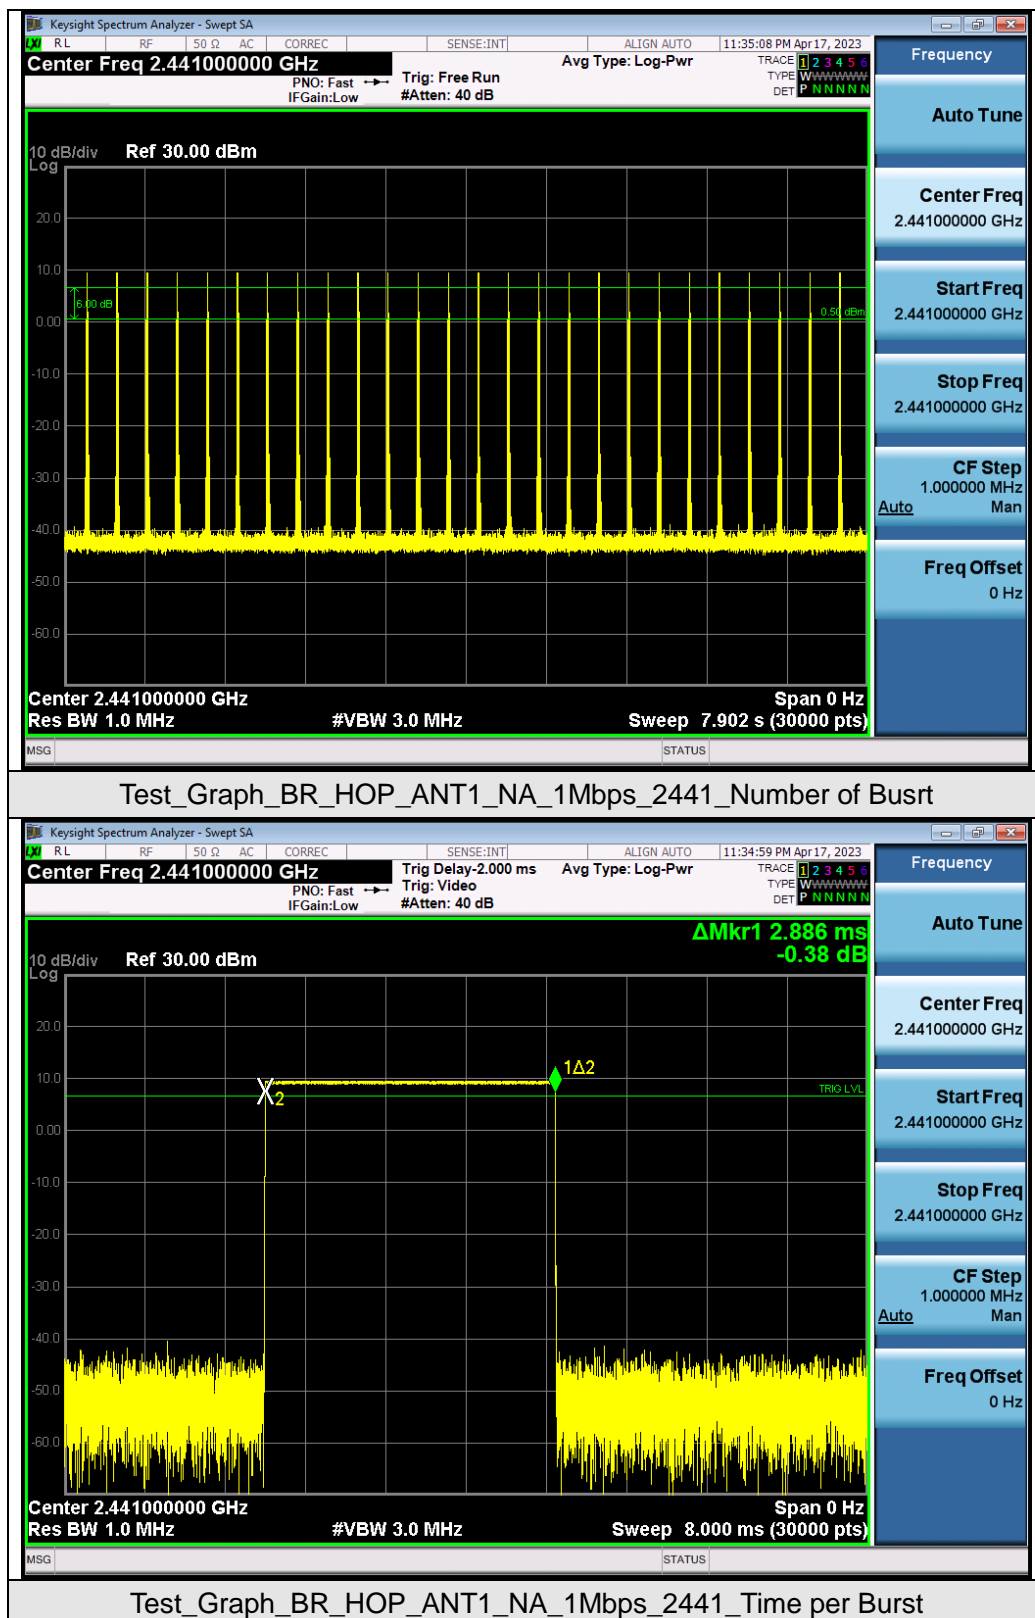 Keysight Spectrum Analyzer - Swept SA
LXI RL RF 50 Ω AC CORREC SENSE:INT ALIGN AUTO 11:35:08 PM Apr 17, 2023
Center Freq 2.441000000 GHz
PNO: Fast
IFGain:Low
Trig: Free Run
#Atten: 40 dB
Avg Type: Log-Pwr
TRACE 1 2 3 4 5 6
TYPE WWWWWW
DET P N N N N N
10 dB/div Ref 30.00 dBm
Log
20.0
10.0
6.00 dB
0.50 dBm
0.00
-10.0
-20.0
-30.0
-40.0
-50.0
-60.0
Center 2.441000000 GHz Span 0 Hz
Res BW 1.0 MHz #VBW 3.0 MHz Sweep 7.902 s (30000 pts)
MSG STATUS
Frequency
Auto Tune
Center Freq
2.441000000 GHz
Start Freq
2.441000000 GHz
Stop Freq
2.441000000 GHz
CF Step
1.000000 MHz
Auto Man
Freq Offset
0 Hz
Test_Graph_BR_HOP_ANT1_NA_1Mbps_2441_Number of Busrt
Keysight Spectrum Analyzer - Swept SA
LXI RL RF 50 Ω AC CORREC SENSE:INT ALIGN AUTO 11:34:59 PM Apr 17, 2023
Center Freq 2.441000000 GHz
PNO: Fast
IFGain:Low
Trig Delay-2.000 ms
Trig: Video
#Atten: 40 dB
Avg Type: Log-Pwr
TRACE 1 2 3 4 5 6
TYPE WWWWWW
DET P N N N N N
ΔMkr1 2.886 ms
-0.38 dB
10 dB/div Ref 30.00 dBm
Log
20.0
1Δ2
10.0
TRIG LVL
2
0.00
-10.0
-20.0
-30.0
-40.0
-50.0
-60.0
Center 2.441000000 GHz Span 0 Hz
Res BW 1.0 MHz #VBW 3.0 MHz Sweep 8.000 ms (30000 pts)
MSG STATUS
Frequency
Auto Tune
Center Freq
2.441000000 GHz
Start Freq
2.441000000 GHz
Stop Freq
2.441000000 GHz
CF Step
1.000000 MHz
Auto Man
Freq Offset
0 Hz
Test_Graph_BR_HOP_ANT1_NA_1Mbps_2441_Time per Burst